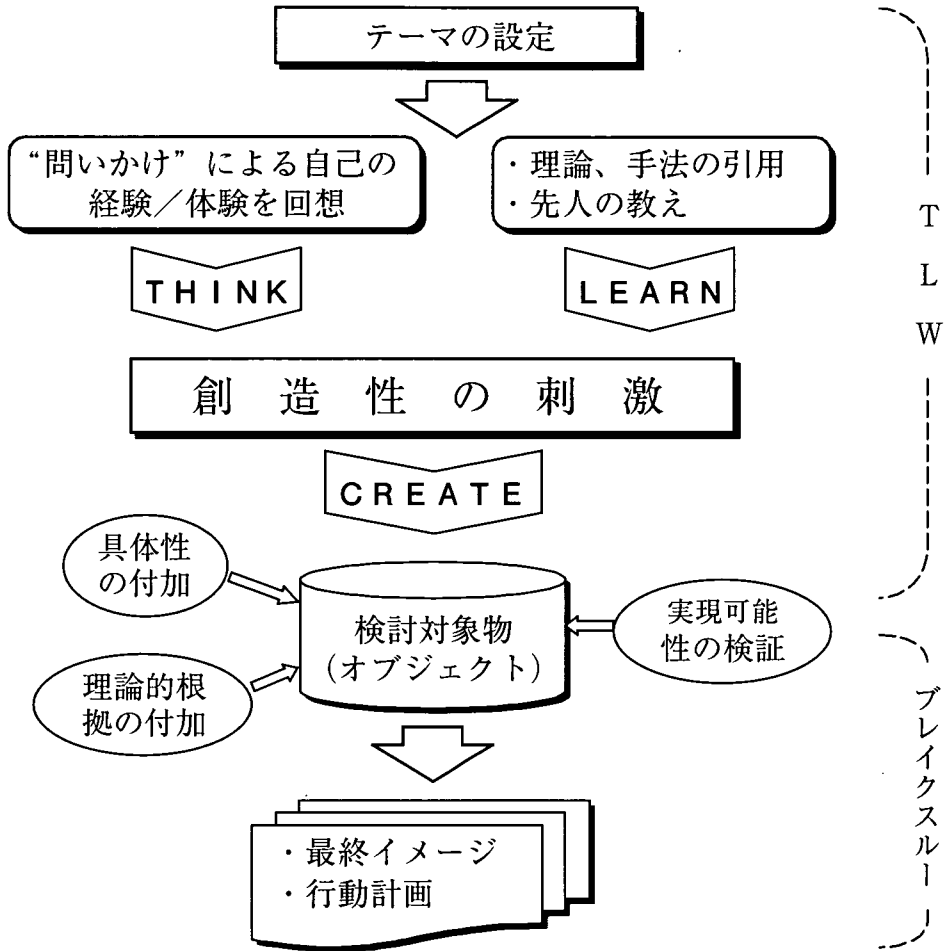 テーマの設定
“問いかけ”による自己の
経験／体験を回想
・理論、手法の引用
・先人の教え
THINK
LEARN
創造性の刺激
CREATE
具体性
の付加
理論的根
拠の付加
検討対象物
（オブジェクト）
実現可能
性の検証
・最終イメージ
・行動計画
TLW
ブレイクスルー